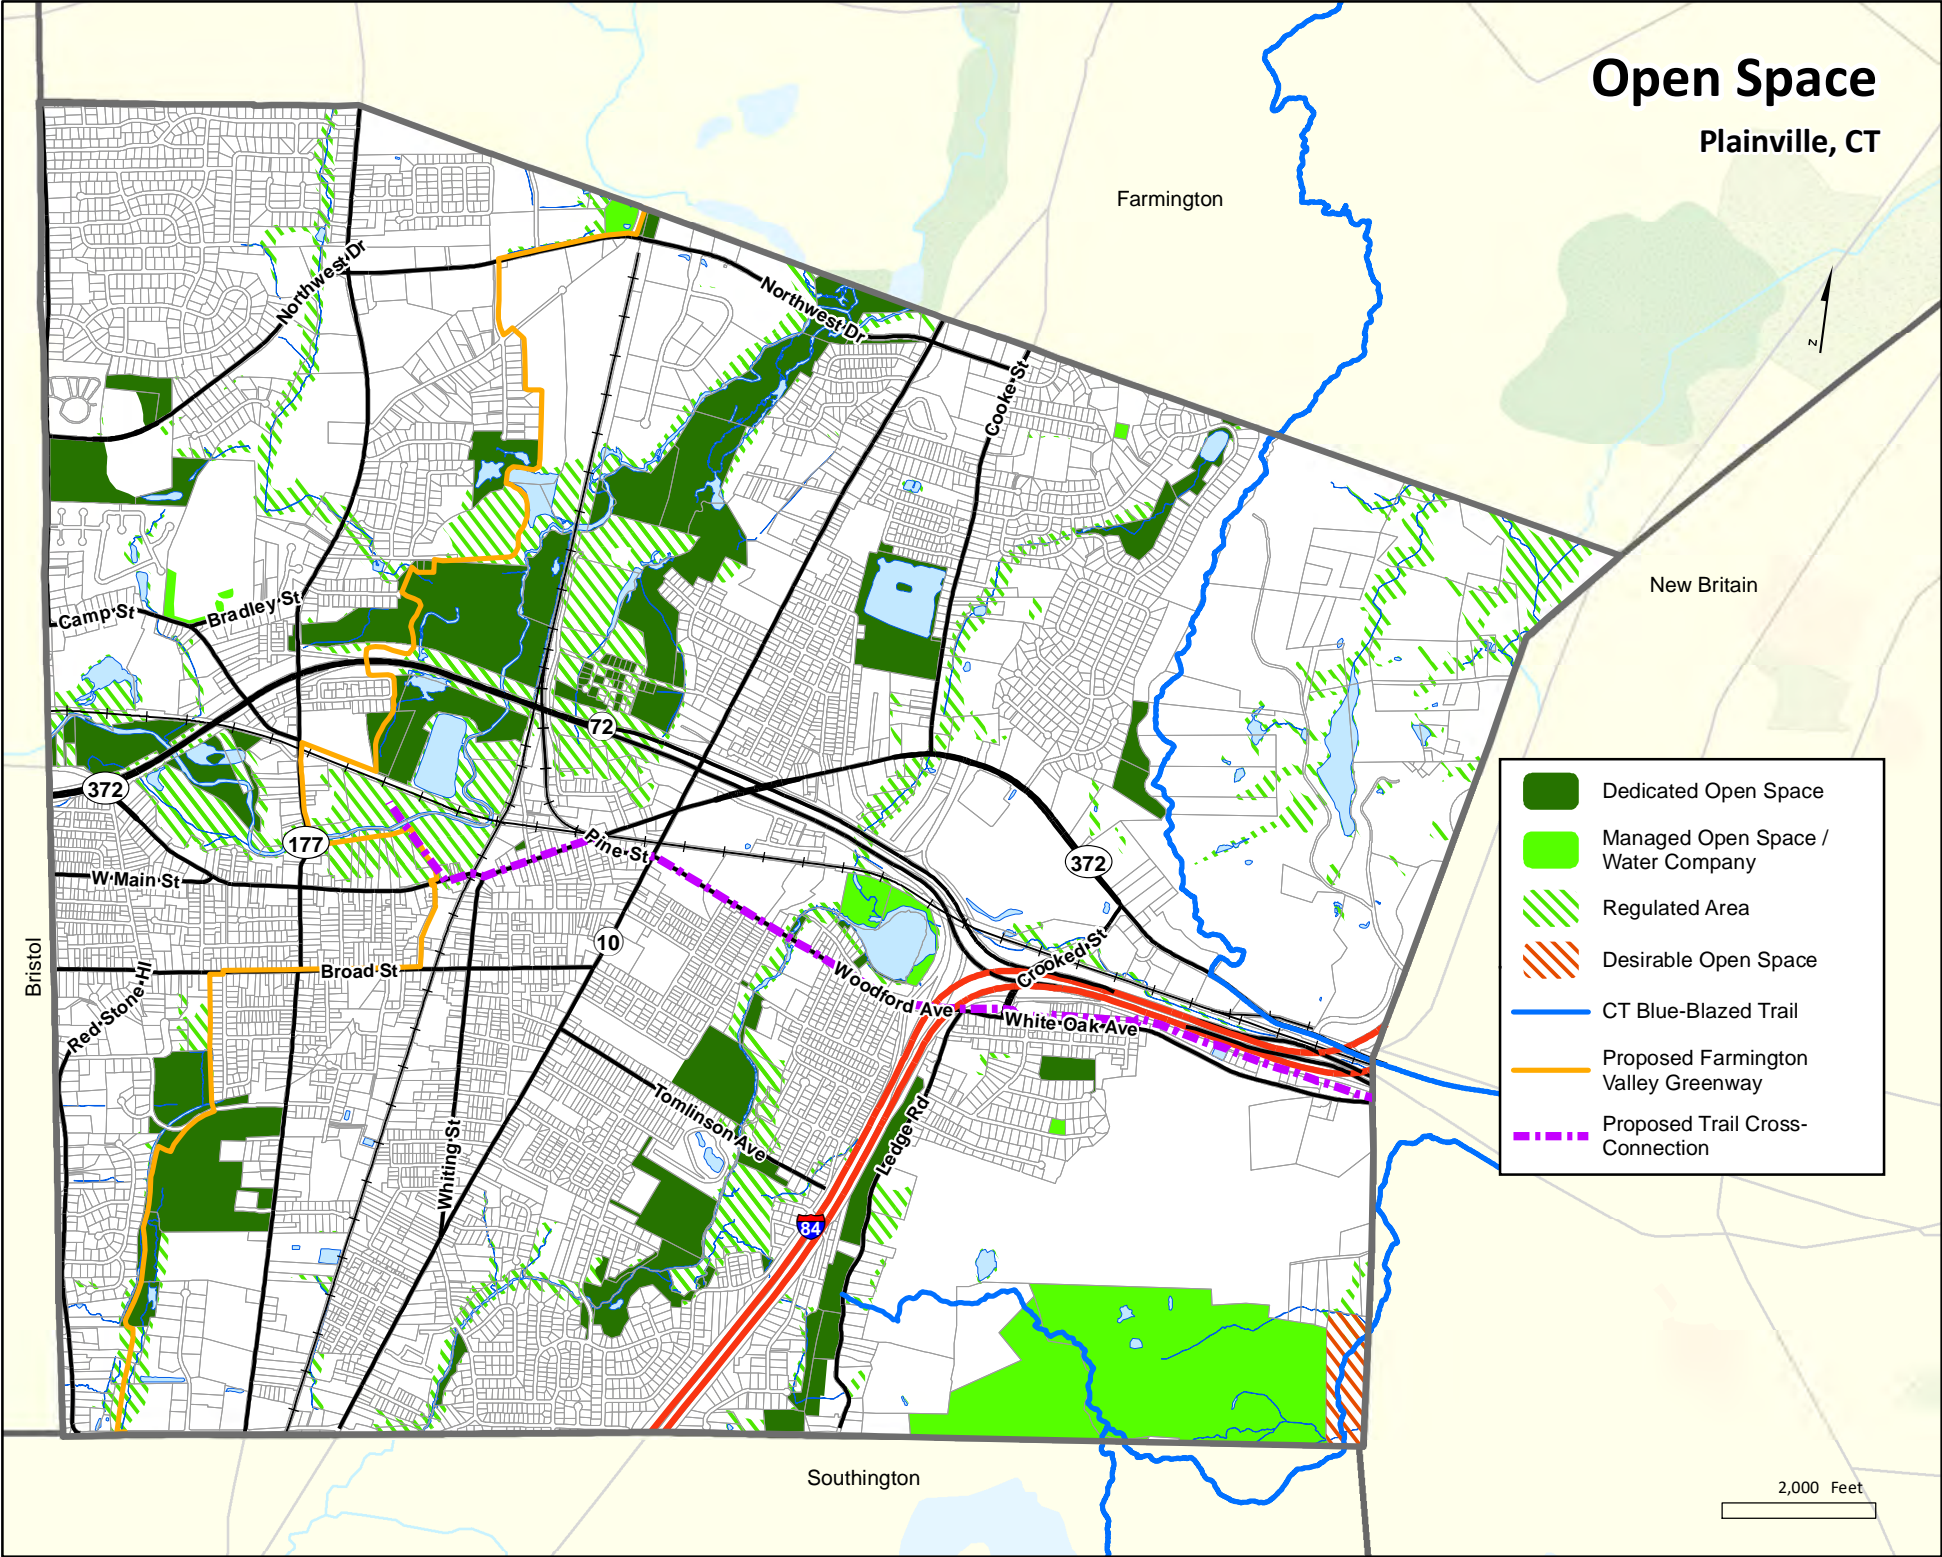 Open Space
Plainville, CT
Farmington
Northwest Dr
Northwest Dr
Cooke St
z
New Britain
Camp St
Bradley St
72
372
177
Pine St
372
W Main St
10
Bristol
Broad St
Red Stone Hl
Woodford Ave
Crooked St
White Oak Ave
Tomlinson Ave
Ledge Rd
Whiting St
84
Southington
Dedicated Open Space
Managed Open Space /
Water Company
Regulated Area
Desirable Open Space
CT Blue-Blazed Trail
Proposed Farmington
Valley Greenway
Proposed Trail Cross-
Connection
2,000 Feet